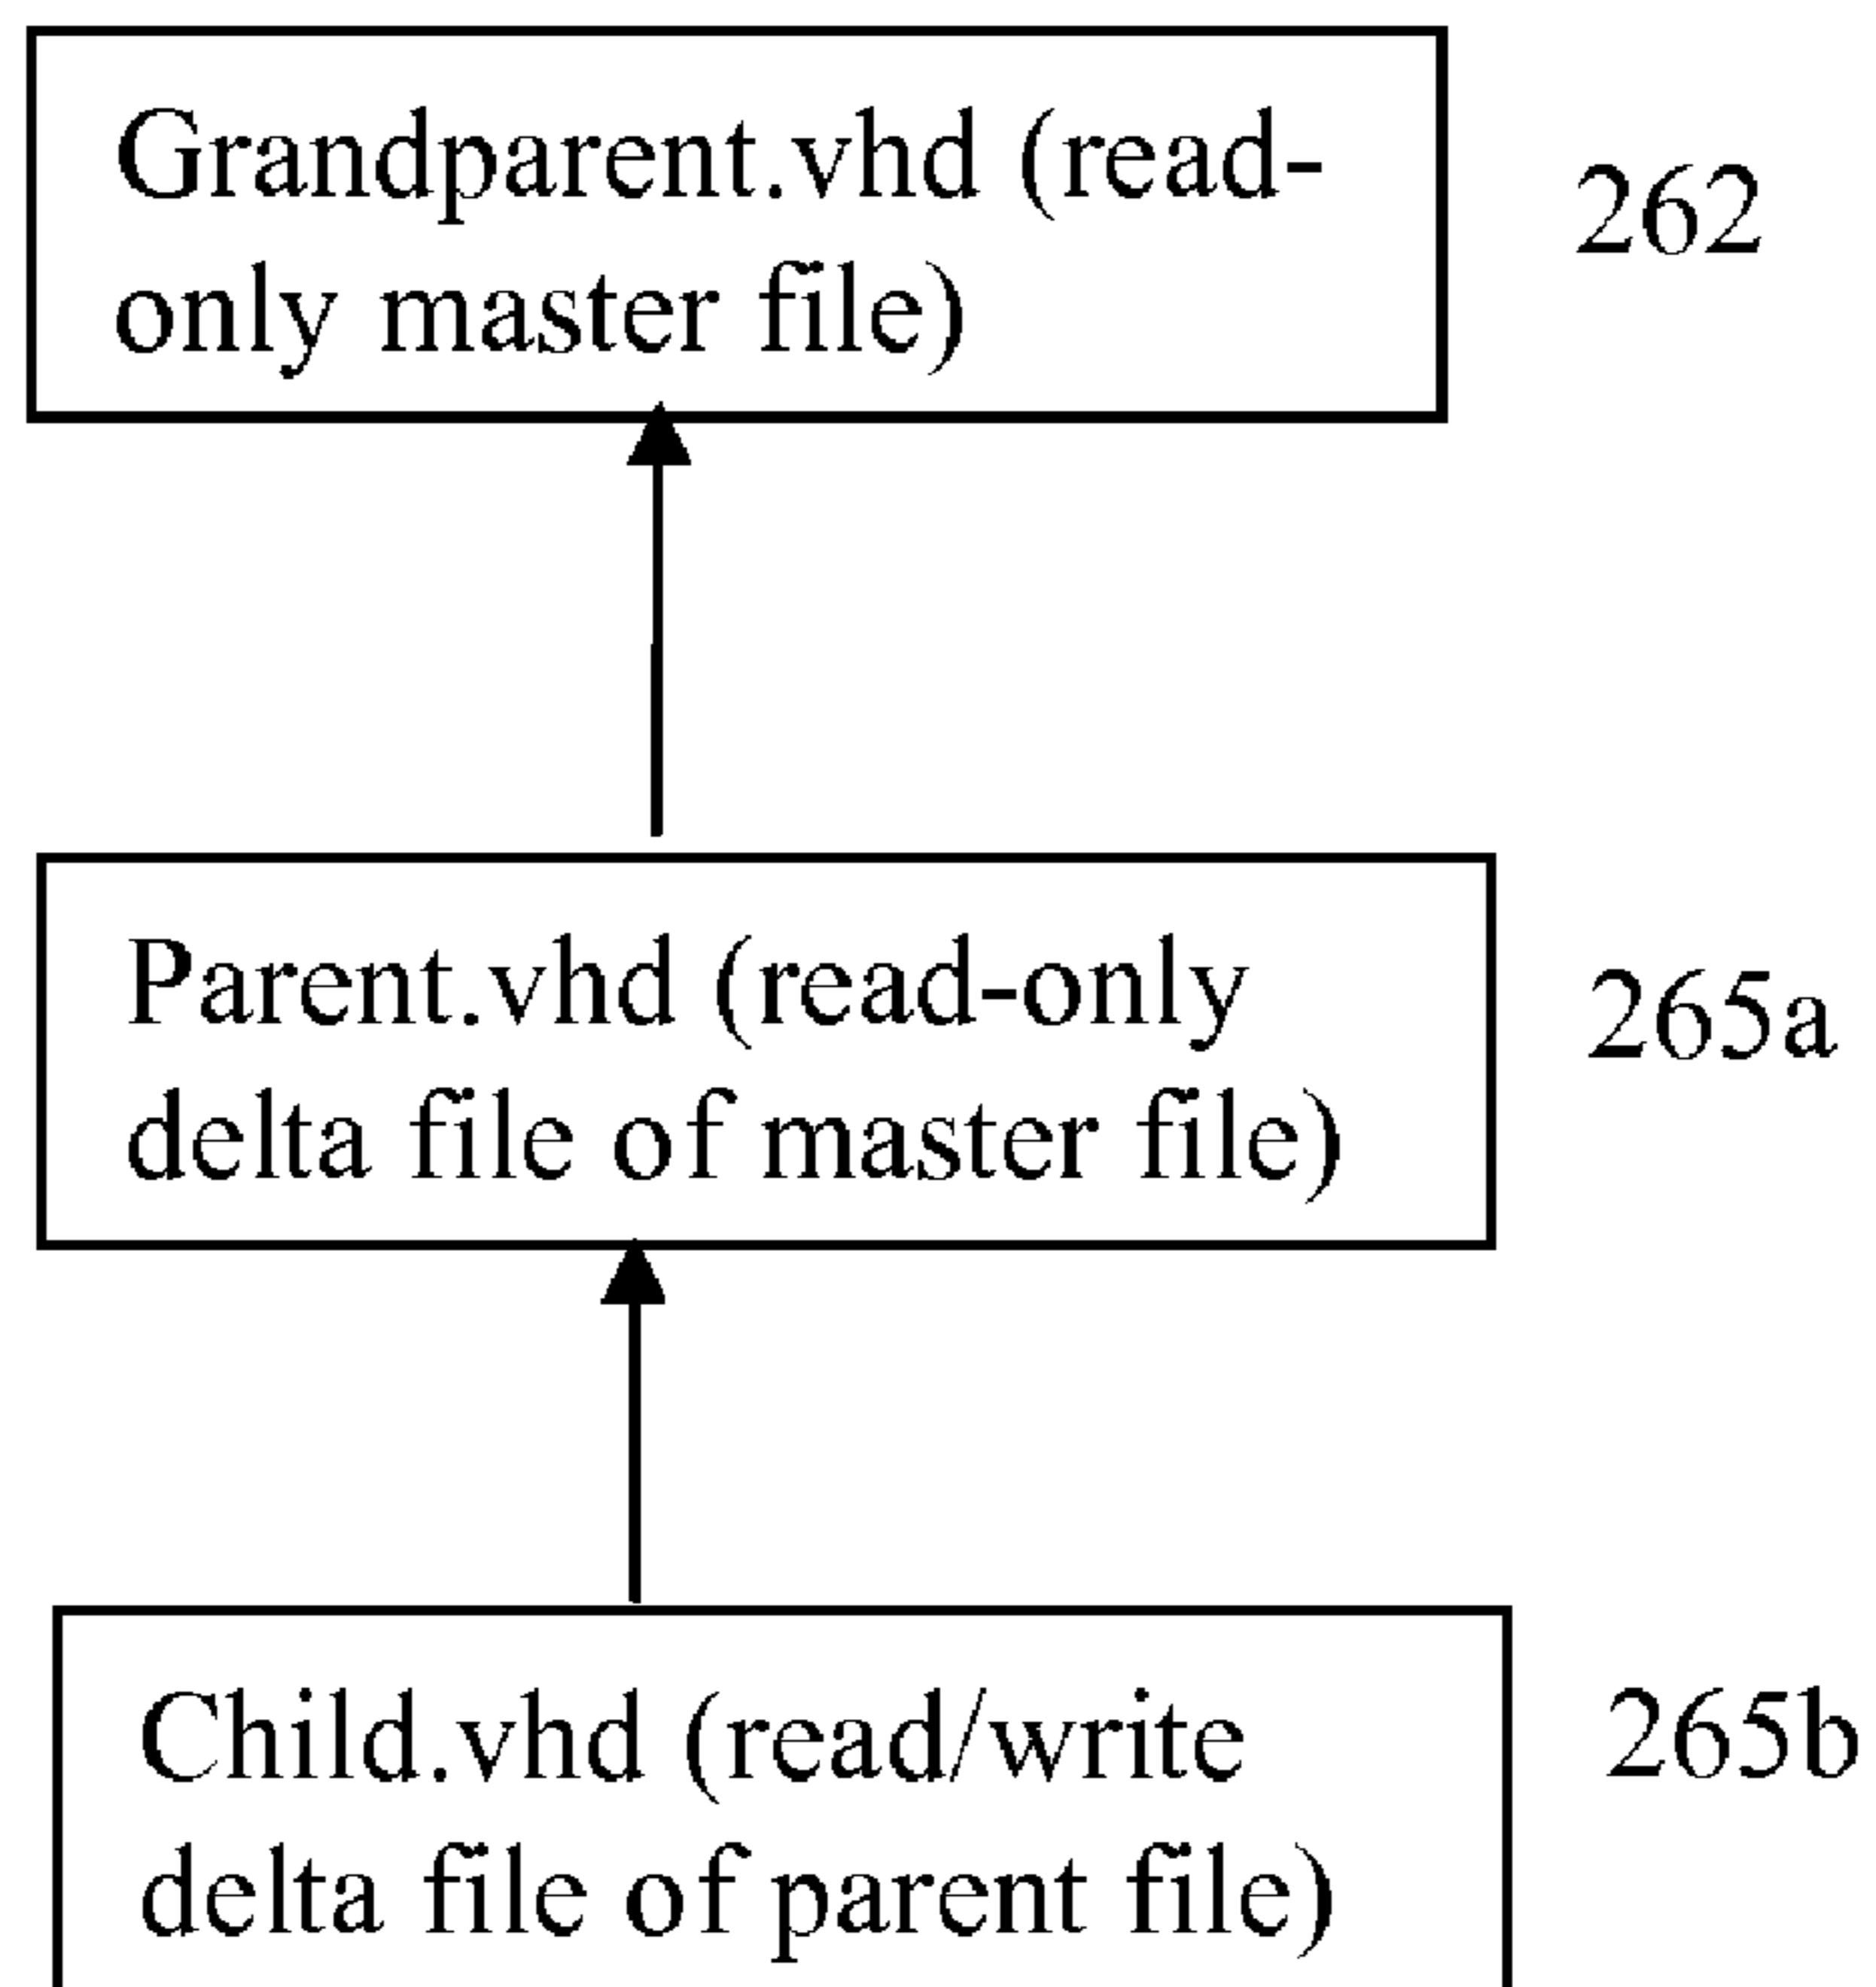 Grandparent.vhd (read-
only master file)
262
Parent.vhd (read-only
delta file of master file)
265a
Child.vhd (read/write
delta file of parent file)
265b